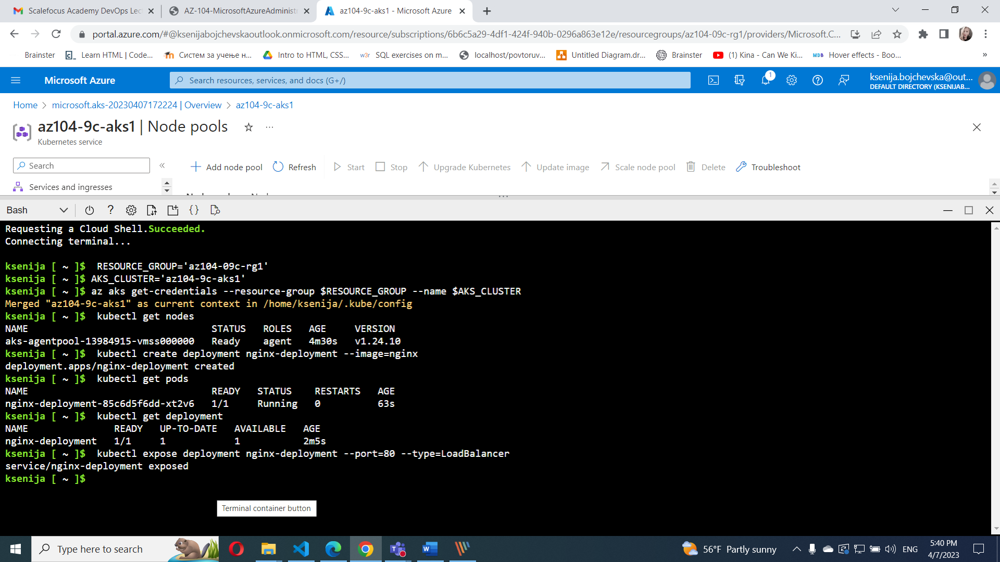 Scalefocus Academy DevOps Lec
AZ-104-MicrosoftAzureAdministr
az104-9c-aks1 - Microsoft Azure
portal.azure.com/#@ksenijabojchevskaoutlook.onmicrosoft.com/resource/subscriptions/6b6c5a29-4df1-424f-940b-0296a863e12e/resourcegroups/az104-09c-rg1/providers/Microsoft.C...
Brainster
Learn HTML | Code...
Систем за учење н...
Intro to HTML, CSS...
w3r SQL exercises on m...
localhost/povtoruv...
Untitled Diagram.dr...
Brainster
(1) Kina - Can We Ki...
MDB Hover effects - Boo...
»
Microsoft Azure
Search resources, services, and docs (G+/)
1
ksenija.bojchevska@out...
DEFAULT DIRECTORY (KSENIJAB...
Home > microsoft.aks-20230407172224 | Overview > az104-9c-aks1
az104-9c-aks1 | Node pools
Kubernetes service
Search
Add node pool
Refresh
Start
Stop
Upgrade Kubernetes
Update image
Scale node pool
Delete
Troubleshoot
Services and ingresses
Bash
Requesting a Cloud Shell.Succeeded.
Connecting terminal...
ksenija [ ~ ]$  RESOURCE_GROUP='az104-09c-rg1'
ksenija [ ~ ]$ AKS_CLUSTER='az104-9c-aks1'
ksenija [ ~ ]$ az aks get-credentials --resource-group $RESOURCE_GROUP --name $AKS_CLUSTER
Merged "az104-9c-aks1" as current context in /home/ksenija/.kube/config
ksenija [ ~ ]$  kubectl get nodes
NAME                                STATUS   ROLES   AGE     VERSION
aks-agentpool-13984915-vmss000000   Ready    agent   4m30s   v1.24.10
ksenija [ ~ ]$  kubectl create deployment nginx-deployment --image=nginx
deployment.apps/nginx-deployment created
ksenija [ ~ ]$  kubectl get pods
NAME                                READY   STATUS    RESTARTS   AGE
nginx-deployment-85c6d5f6dd-xt2v6   1/1     Running   0          63s
ksenija [ ~ ]$  kubectl get deployment
NAME               READY   UP-TO-DATE   AVAILABLE   AGE
nginx-deployment   1/1     1            1           2m5s
ksenija [ ~ ]$  kubectl expose deployment nginx-deployment --port=80 --type=LoadBalancer
service/nginx-deployment exposed
ksenija [ ~ ]$
Terminal container button
Type here to search
56°F Partly sunny
ENG
5:40 PM
4/7/2023